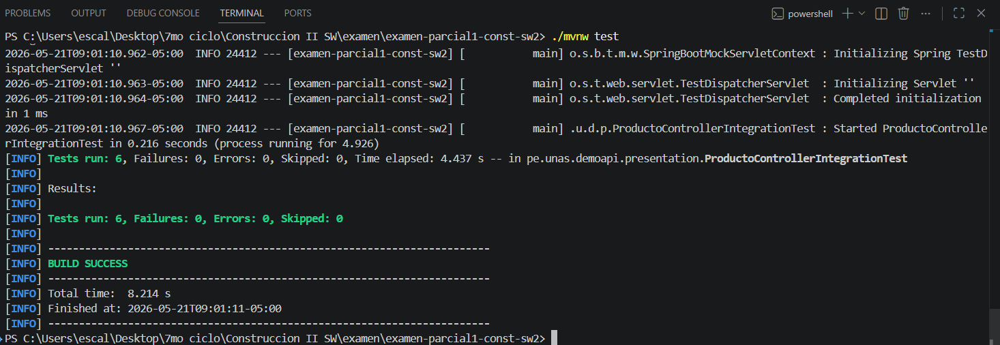 PROBLEMS OUTPUT DEBUG CONSOLE TERMINAL PORTS powershell
PS C:\Users\escal\Desktop\7mo ciclo\Construccion II SW\examen\examen-parcial1-const-sw2> ./mvnw test
2026-05-21T09:01:10.962-05:00  INFO 24412 --- [examen-parcial1-const-sw2] [           main] o.s.b.t.m.w.SpringBootMockServletContext : Initializing Spring TestD
ispatcherServlet ''
2026-05-21T09:01:10.963-05:00  INFO 24412 --- [examen-parcial1-const-sw2] [           main] o.s.t.web.servlet.TestDispatcherServlet  : Initializing Servlet ''
2026-05-21T09:01:10.964-05:00  INFO 24412 --- [examen-parcial1-const-sw2] [           main] o.s.t.web.servlet.TestDispatcherServlet  : Completed initialization
in 1 ms
2026-05-21T09:01:10.967-05:00  INFO 24412 --- [examen-parcial1-const-sw2] [           main] .u.d.p.ProductoControllerIntegrationTest : Started ProductoControlle
rIntegrationTest in 0.216 seconds (process running for 4.926)
[INFO] Tests run: 6, Failures: 0, Errors: 0, Skipped: 0, Time elapsed: 4.437 s -- in pe.unas.demoapi.presentation.ProductoControllerIntegrationTest
[INFO]
[INFO] Results:
[INFO]
[INFO] Tests run: 6, Failures: 0, Errors: 0, Skipped: 0
[INFO]
[INFO] ------------------------------------------------------------------------
[INFO] BUILD SUCCESS
[INFO] ------------------------------------------------------------------------
[INFO] Total time:  8.214 s
[INFO] Finished at: 2026-05-21T09:01:11-05:00
[INFO] ------------------------------------------------------------------------
PS C:\Users\escal\Desktop\7mo ciclo\Construccion II SW\examen\examen-parcial1-const-sw2>